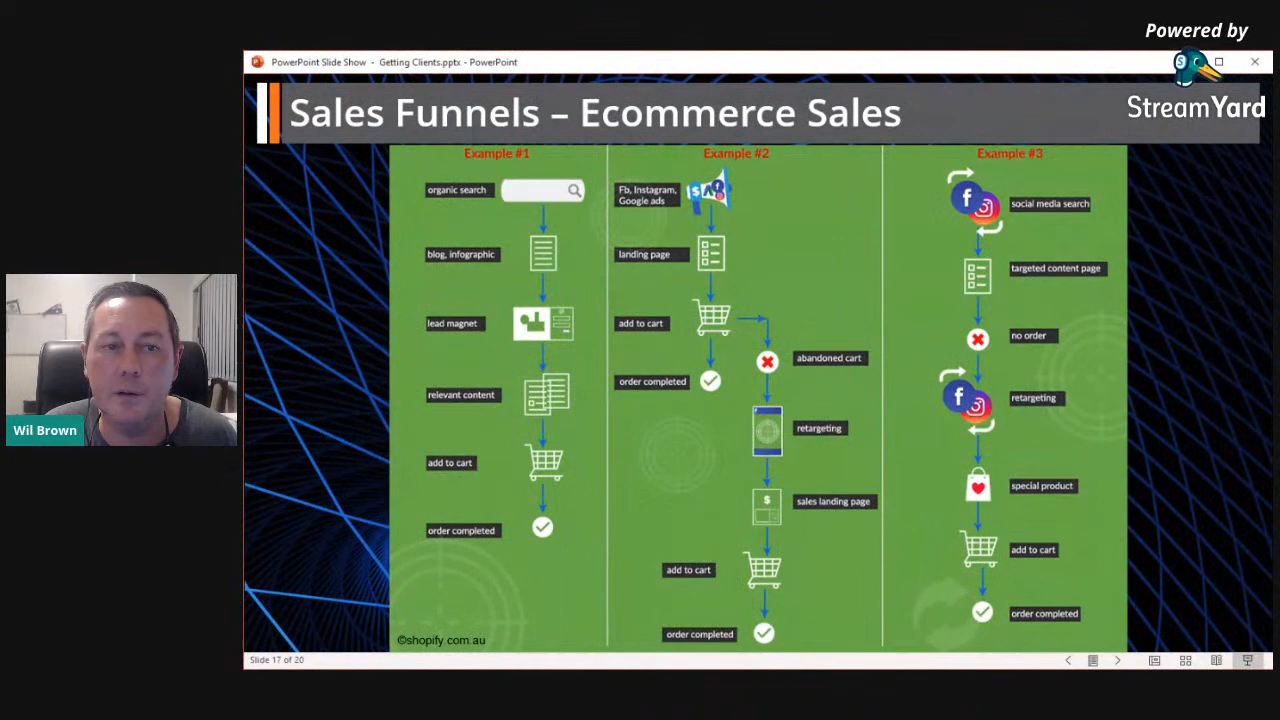 Powered by
StreamYard
PowerPoint Slide Show - Getting Clients.pptx - PowerPoint
Sales Funnels – Ecommerce Sales
Example #1
organic search
blog, infographic
lead magnet
relevant content
add to cart
order completed
©shopify.com.au
Example #2
Fb, Instagram,
Google ads
landing page
add to cart
order completed
abandoned cart
retargeting
$
sales landing page
add to cart
order completed
Example #3
social media search
targeted content page
no order
retargeting
special product
add to cart
order completed
Wil Brown
Slide 17 of 20